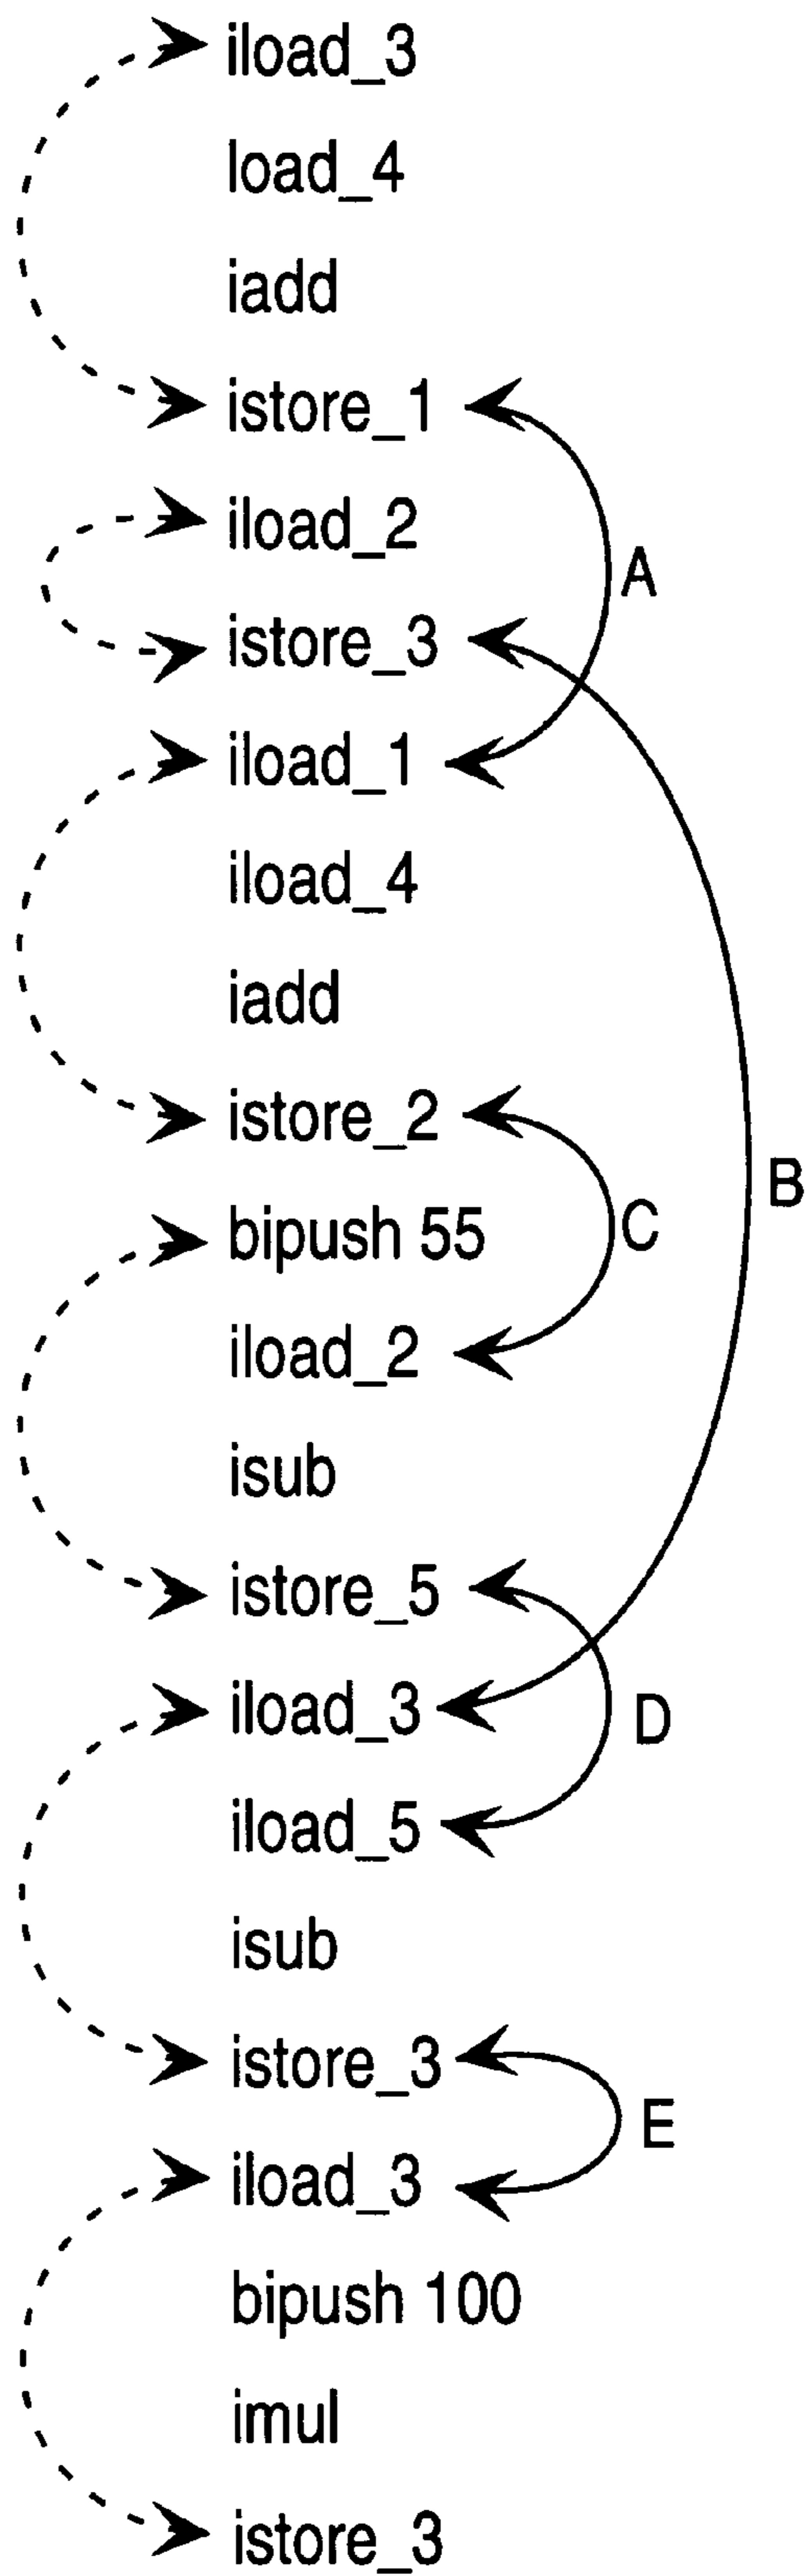 iload_3
load_4
iadd
istore_1
iload_2
A
istore_3
iload_1
iload_4
iadd
istore_2
B
bipush 55
C
iload_2
isub
istore_5
iload_3
D
iload_5
isub
istore_3
E
iload_3
bipush 100
imul
istore_3